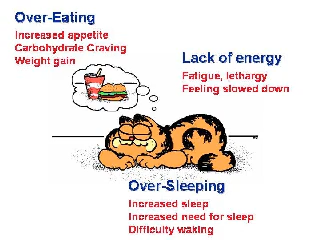 Over-Eating
Increased appetite
Carbohydrate Craving
Weight gain
Lack of energy
Fatigue, lethargy
Feeling slowed down
Over-Sleeping
Increased sleep
Increased need for sleep
Difficulty waking